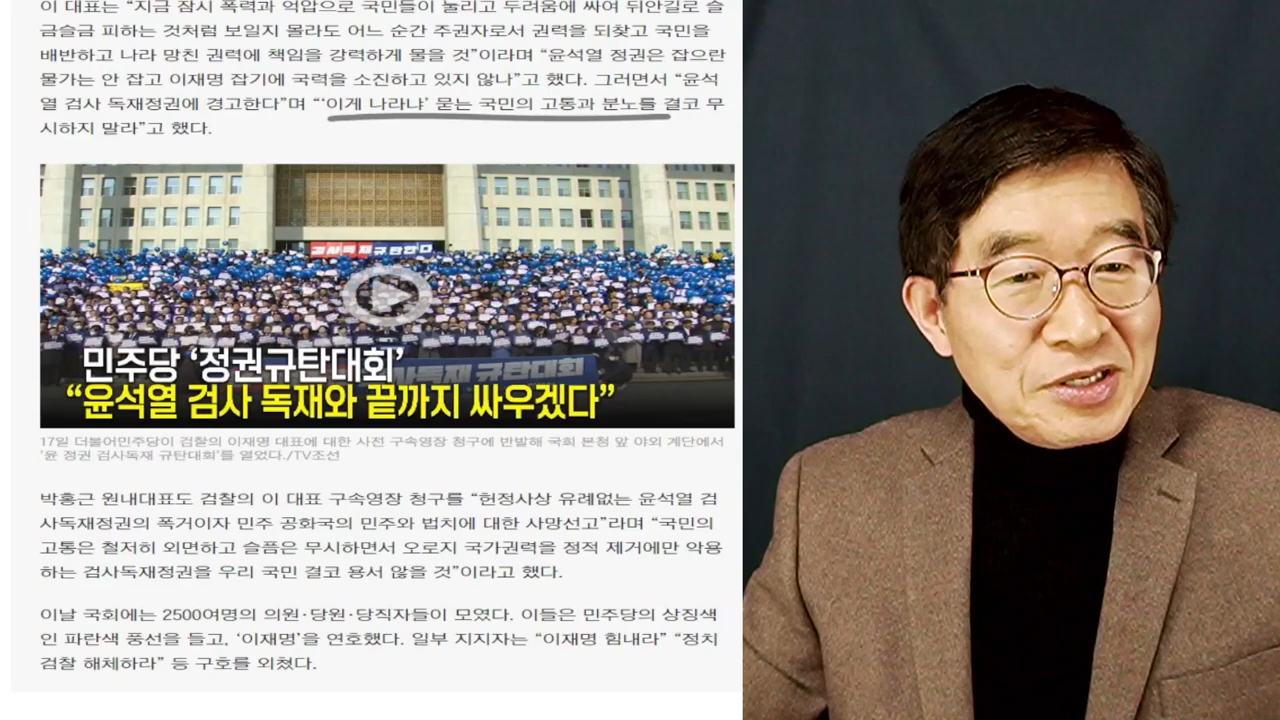 이 대표는 “지금 잠시 폭력과 억압으로 국민들이 눌리고 두려움에 싸여 뒤안길로 슬
금슬금 피하는 것처럼 보일지 몰라도 어느 순간 주권자로서 권력을 되찾고 국민을
배반하고 나라 망친 권력에 책임을 강력하게 물을 것”이라며 “윤석열 정권은 잡으란
물가는 안 잡고 이재명 잡기에 국력을 소진하고 있지 않나”고 했다. 그러면서 “윤석
열 검사 독재정권에 경고한다”며 “‘이게 나라냐’ 묻는 국민의 고통과 분노를 결코 무
시하지 말라”고 했다.
검사독재 규탄한다
독재 규탄대회
민주당 ‘정권규탄대회’
“윤석열 검사 독재와 끝까지 싸우겠다”
17일 더불어민주당이 검찰의 이재명 대표에 대한 사전 구속영장 청구에 반발해 국회 본청 앞 야외 계단에서
'윤 정권 검사독재 규탄대회'를 열었다./TV조선
박홍근 원내대표도 검찰의 이 대표 구속영장 청구를 “헌정사상 유례없는 윤석열 검
사독재정권의 폭거이자 민주 공화국의 민주와 법치에 대한 사망선고”라며 “국민의
고통은 철저히 외면하고 슬픔은 무시하면서 오로지 국가권력을 정적 제거에만 악용
하는 검사독재정권을 우리 국민 결코 용서 않을 것”이라고 했다.
이날 국회에는 2500여명의 의원·당원·당직자들이 모였다. 이들은 민주당의 상징색
인 파란색 풍선을 들고, ‘이재명’을 연호했다. 일부 지지자는 “이재명 힘내라” “정치
검찰 해체하라” 등 구호를 외쳤다.